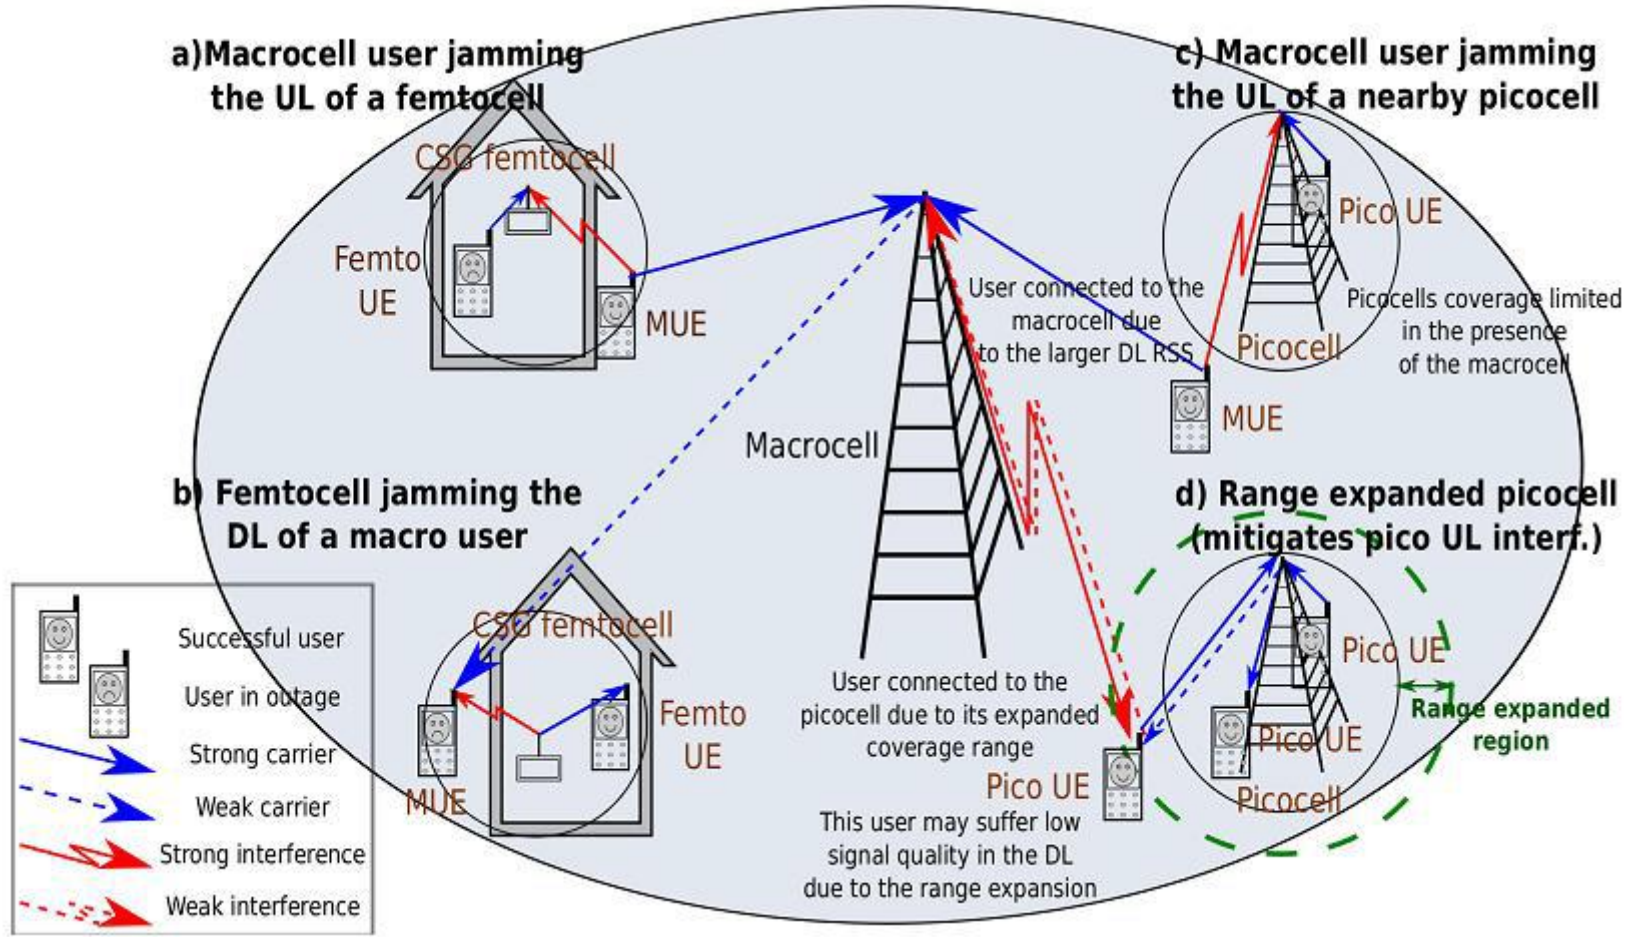 a)Macrocell user jamming
the UL of a femtocell
CSG femtocell
Femto
UE
MUE
c) Macrocell user jamming
the UL of a nearby picocell
Pico UE
User connected to the
macrocell due
to the larger DL RSS
Picocells coverage limited
in the presence
of the macrocell
Picocell
MUE
Macrocell
b) Femtocell jamming the
DL of a macro user
CSG femtocell
Femto
UE
MUE
d) Range expanded picocell
(mitigates pico UL interf.)
Pico UE
Pico UE
Picocell
Range expanded
region
User connected to the
picocell due to its expanded
coverage range
Pico UE
This user may suffer low
signal quality in the DL
due to the range expansion
Successful user
User in outage
Strong carrier
Weak carrier
Strong interference
Weak interference